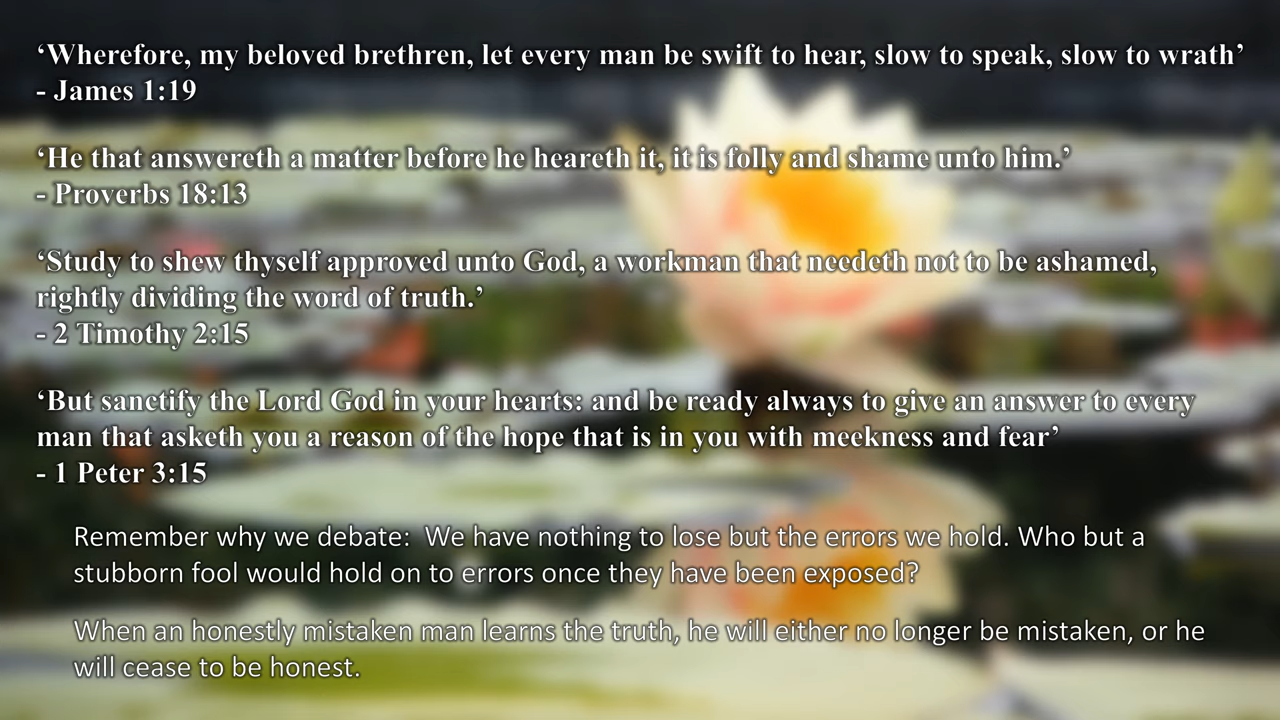 ‘Wherefore, my beloved brethren, let every man be swift to hear, slow to speak, slow to wrath’
- James 1:19
‘He that answereth a matter before he heareth it, it is folly and shame unto him.’
- Proverbs 18:13
‘Study to shew thyself approved unto God, a workman that needeth not to be ashamed,
rightly dividing the word of truth.’
- 2 Timothy 2:15
‘But sanctify the Lord God in your hearts: and be ready always to give an answer to every
man that asketh you a reason of the hope that is in you with meekness and fear’
- 1 Peter 3:15
Remember why we debate:  We have nothing to lose but the errors we hold. Who but a
stubborn fool would hold on to errors once they have been exposed?
When an honestly mistaken man learns the truth, he will either no longer be mistaken, or he
will cease to be honest.